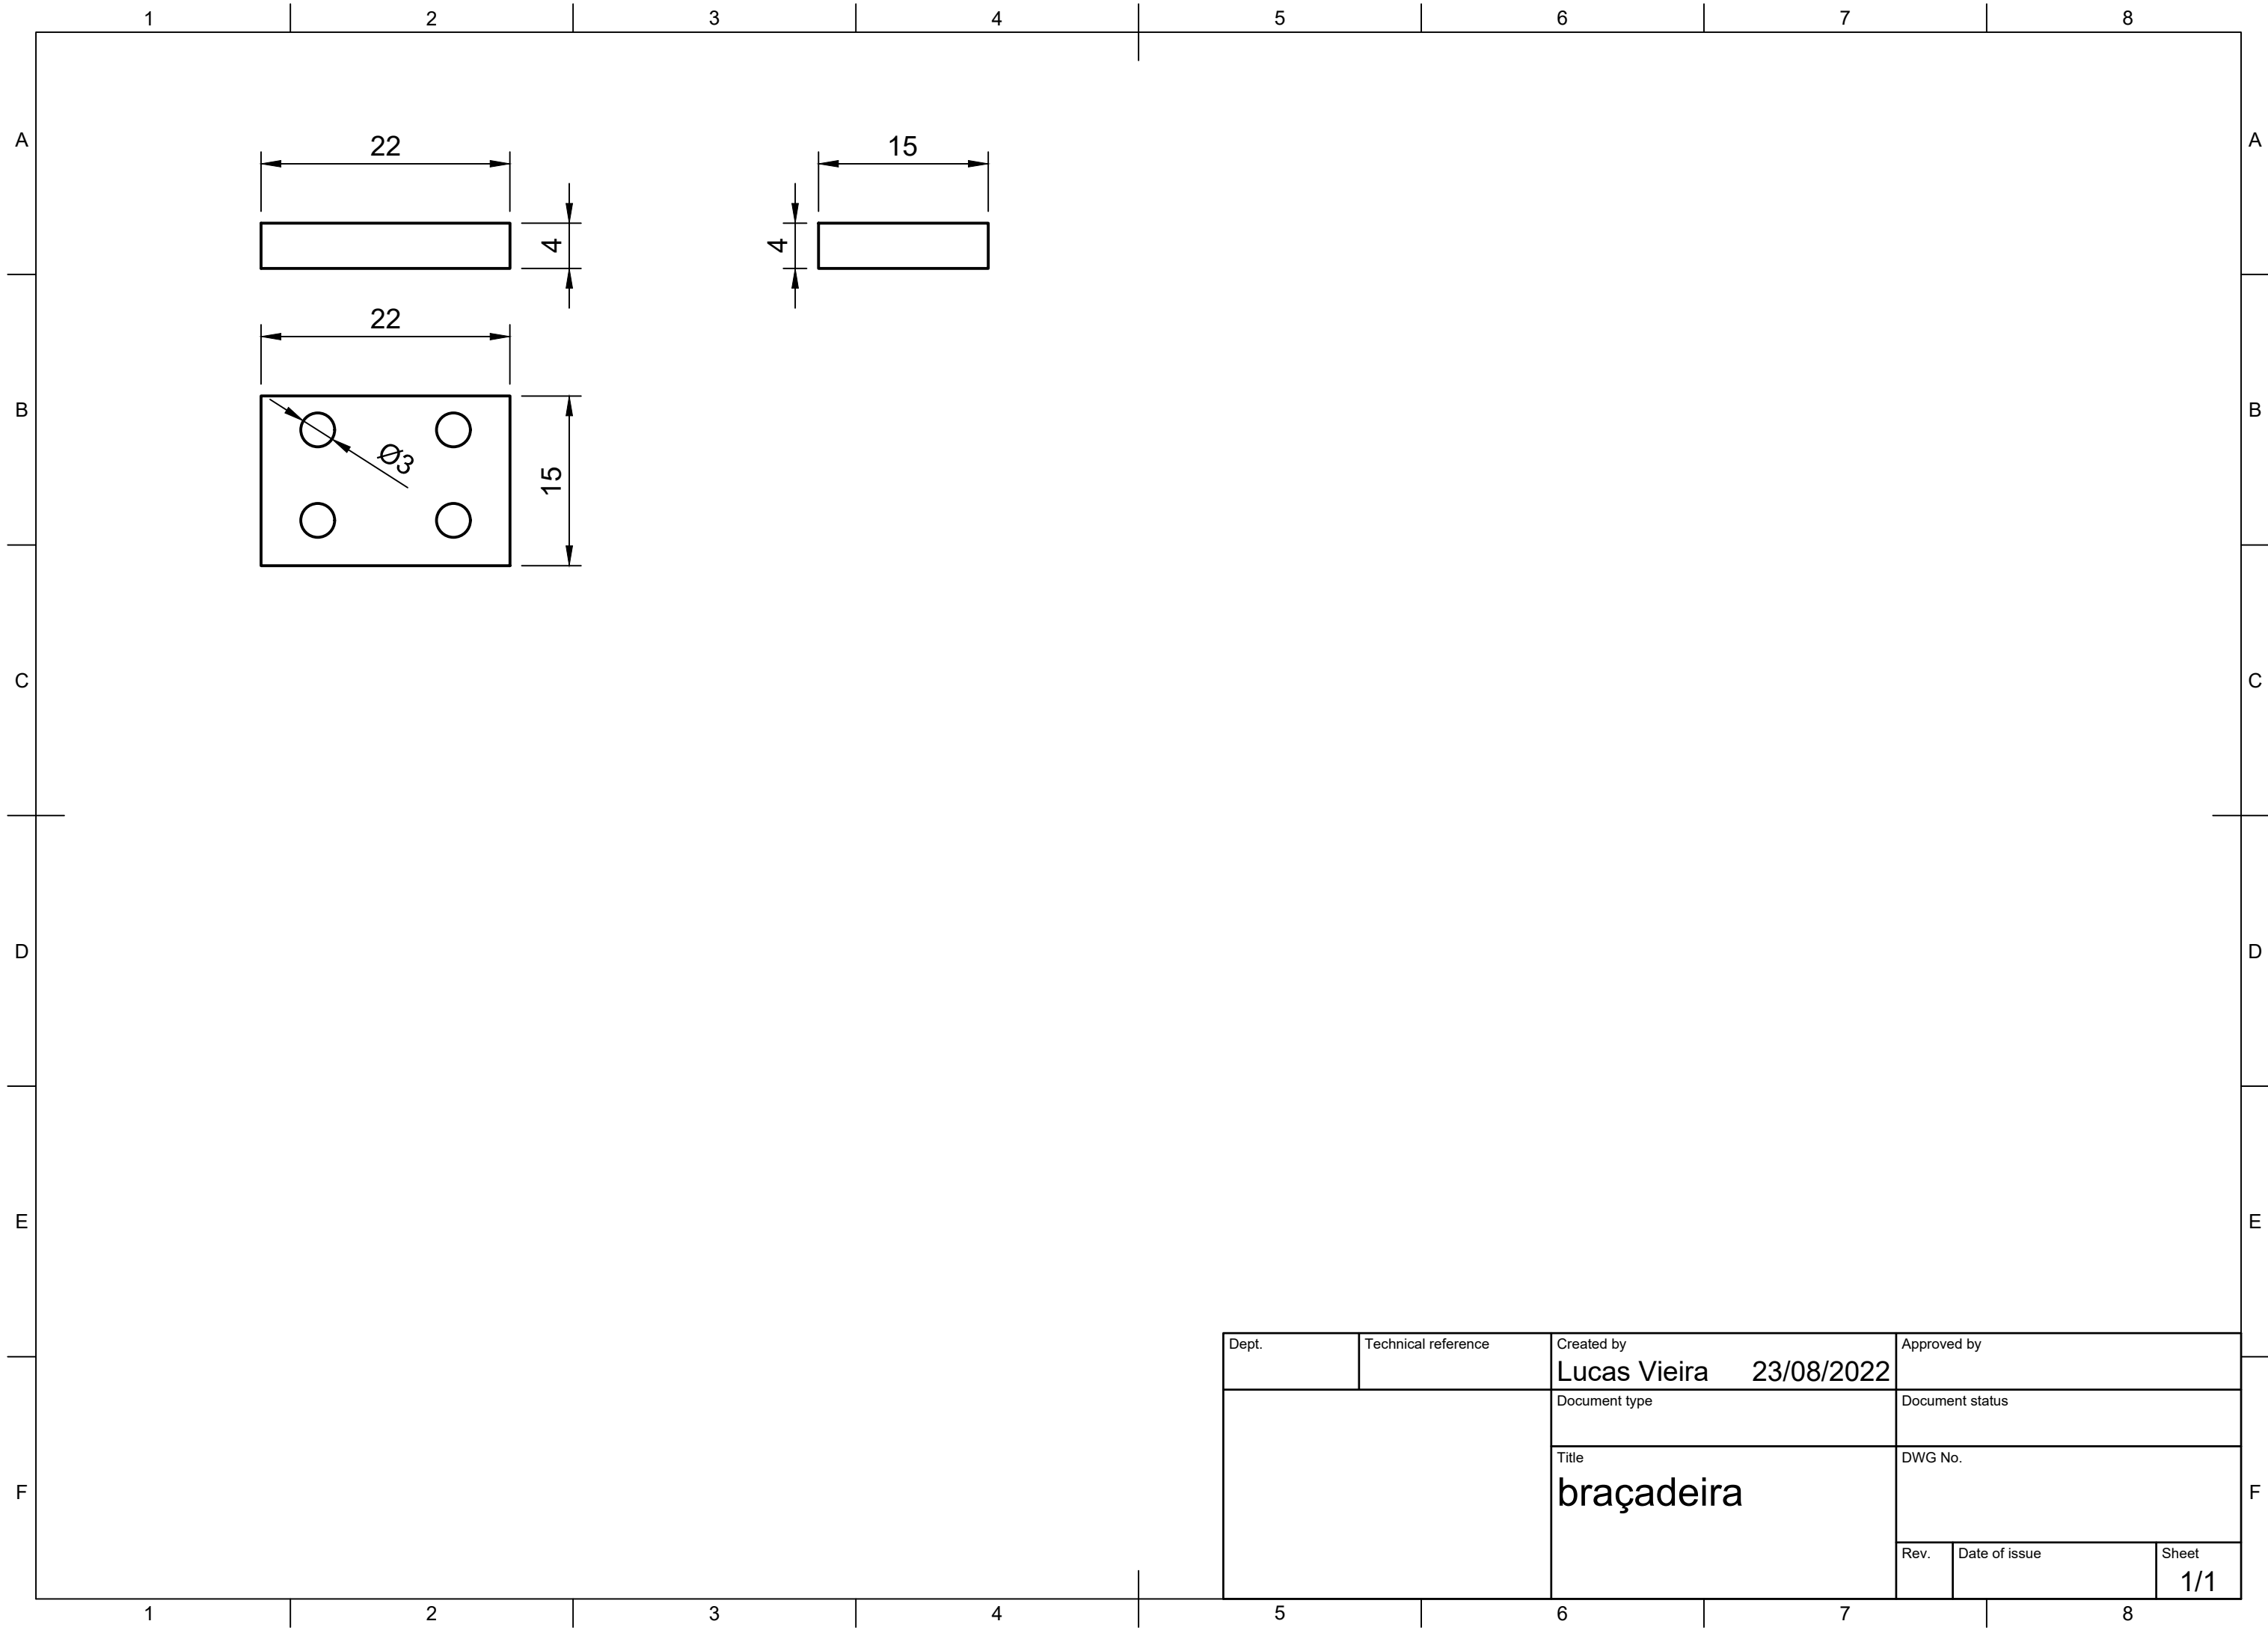 1 2 3 4 5 6 7 8
A A
22 15
4 4
22
B B
Ø3
15
C C
D D
E E
Dept. Technical reference Created by Approved by
Lucas Vieira 23/08/2022
Document type Document status
Title DWG No.
braçadeira
F F
Rev. Date of issue Sheet
1/1
1 2 3 4 5 6 7 8